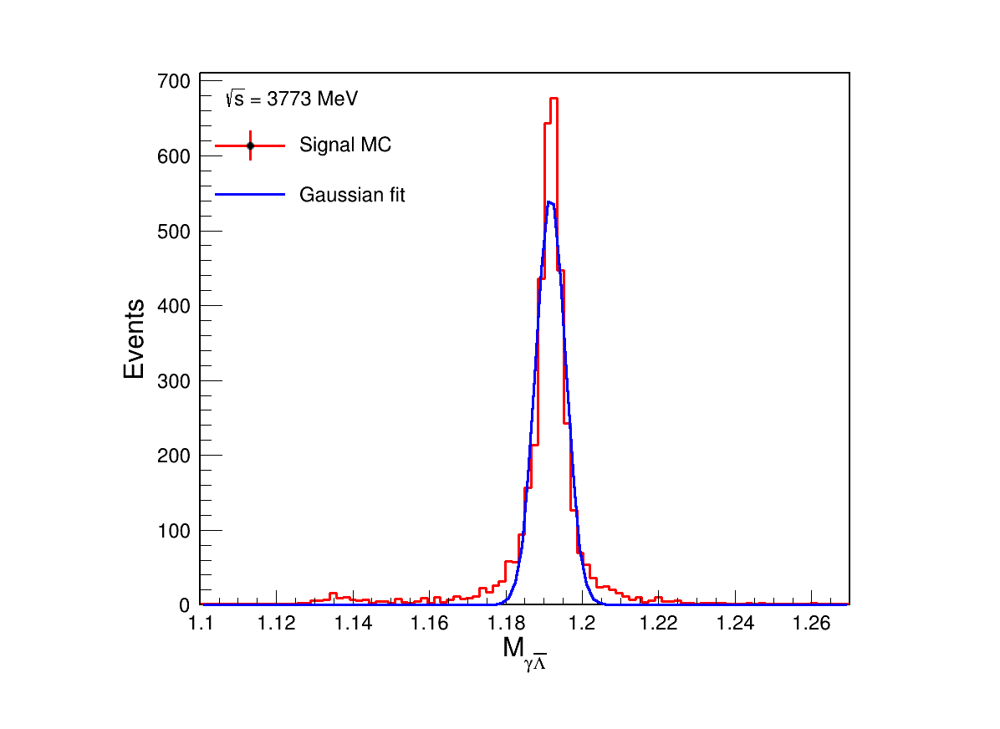 √s = 3773 MeV
Signal MC
Gaussian fit
Events
700
600
500
400
300
200
100
0
1.1 1.12 1.14 1.16 1.18 1.2 1.22 1.24 1.26
M_γΛ̅